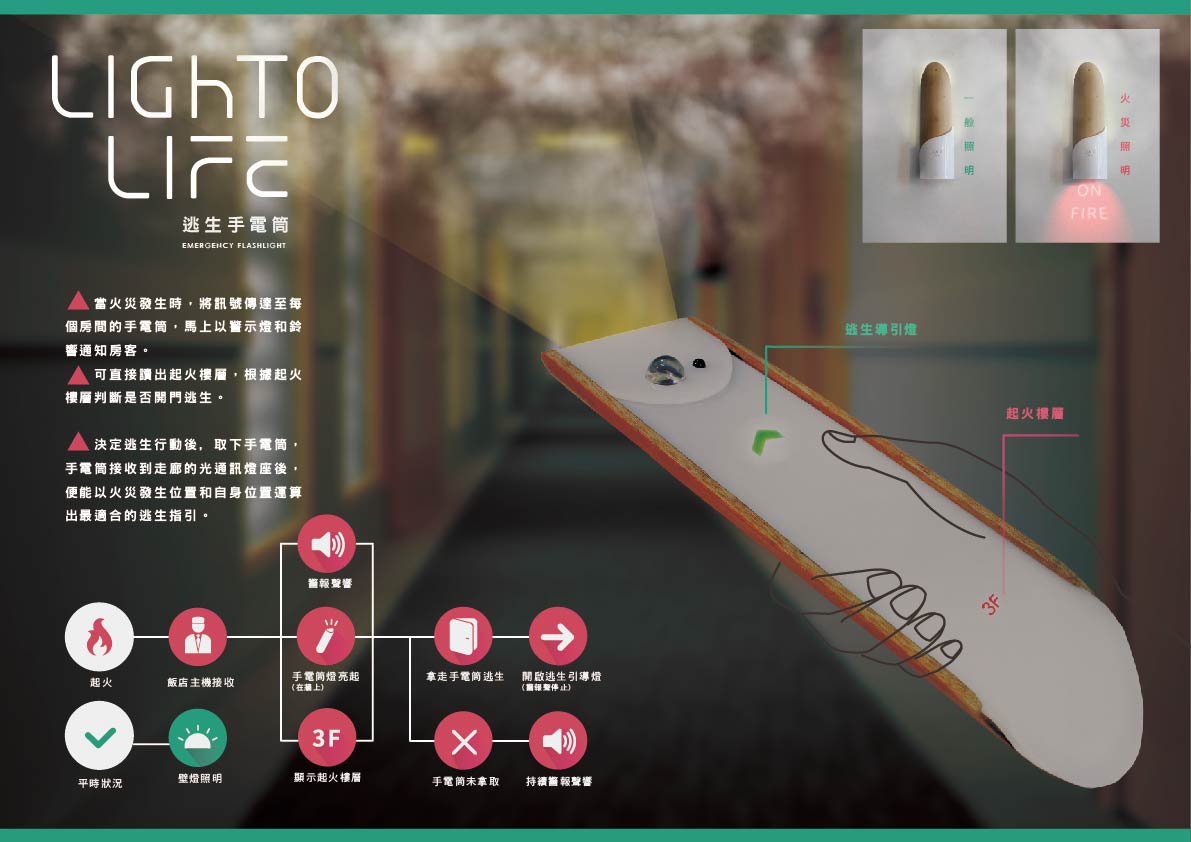 LIGhTO
LIFE
逃生手電筒
EMERGENCY FLASHLIGHT
當火災發生時，將訊號傳達至每
個房間的手電筒，馬上以警示燈和鈴
響通知房客。
可直接讀出起火樓層，根據起火
樓層判斷是否開門逃生。
決定逃生行動後，取下手電筒，
手電筒接收到走廊的光通訊燈座後，
便能以火災發生位置和自身位置運算
出最適合的逃生指引。
一般照明
火災照明
ON
FIRE
逃生導引燈
起火樓層
3F
警報聲響
起火
飯店主機接收
手電筒燈亮起
(在牆上)
拿走手電筒逃生
開啟逃生引導燈
(警報聲停止)
3F
平時狀況
壁燈照明
顯示起火樓層
手電筒未拿取
持續警報聲響